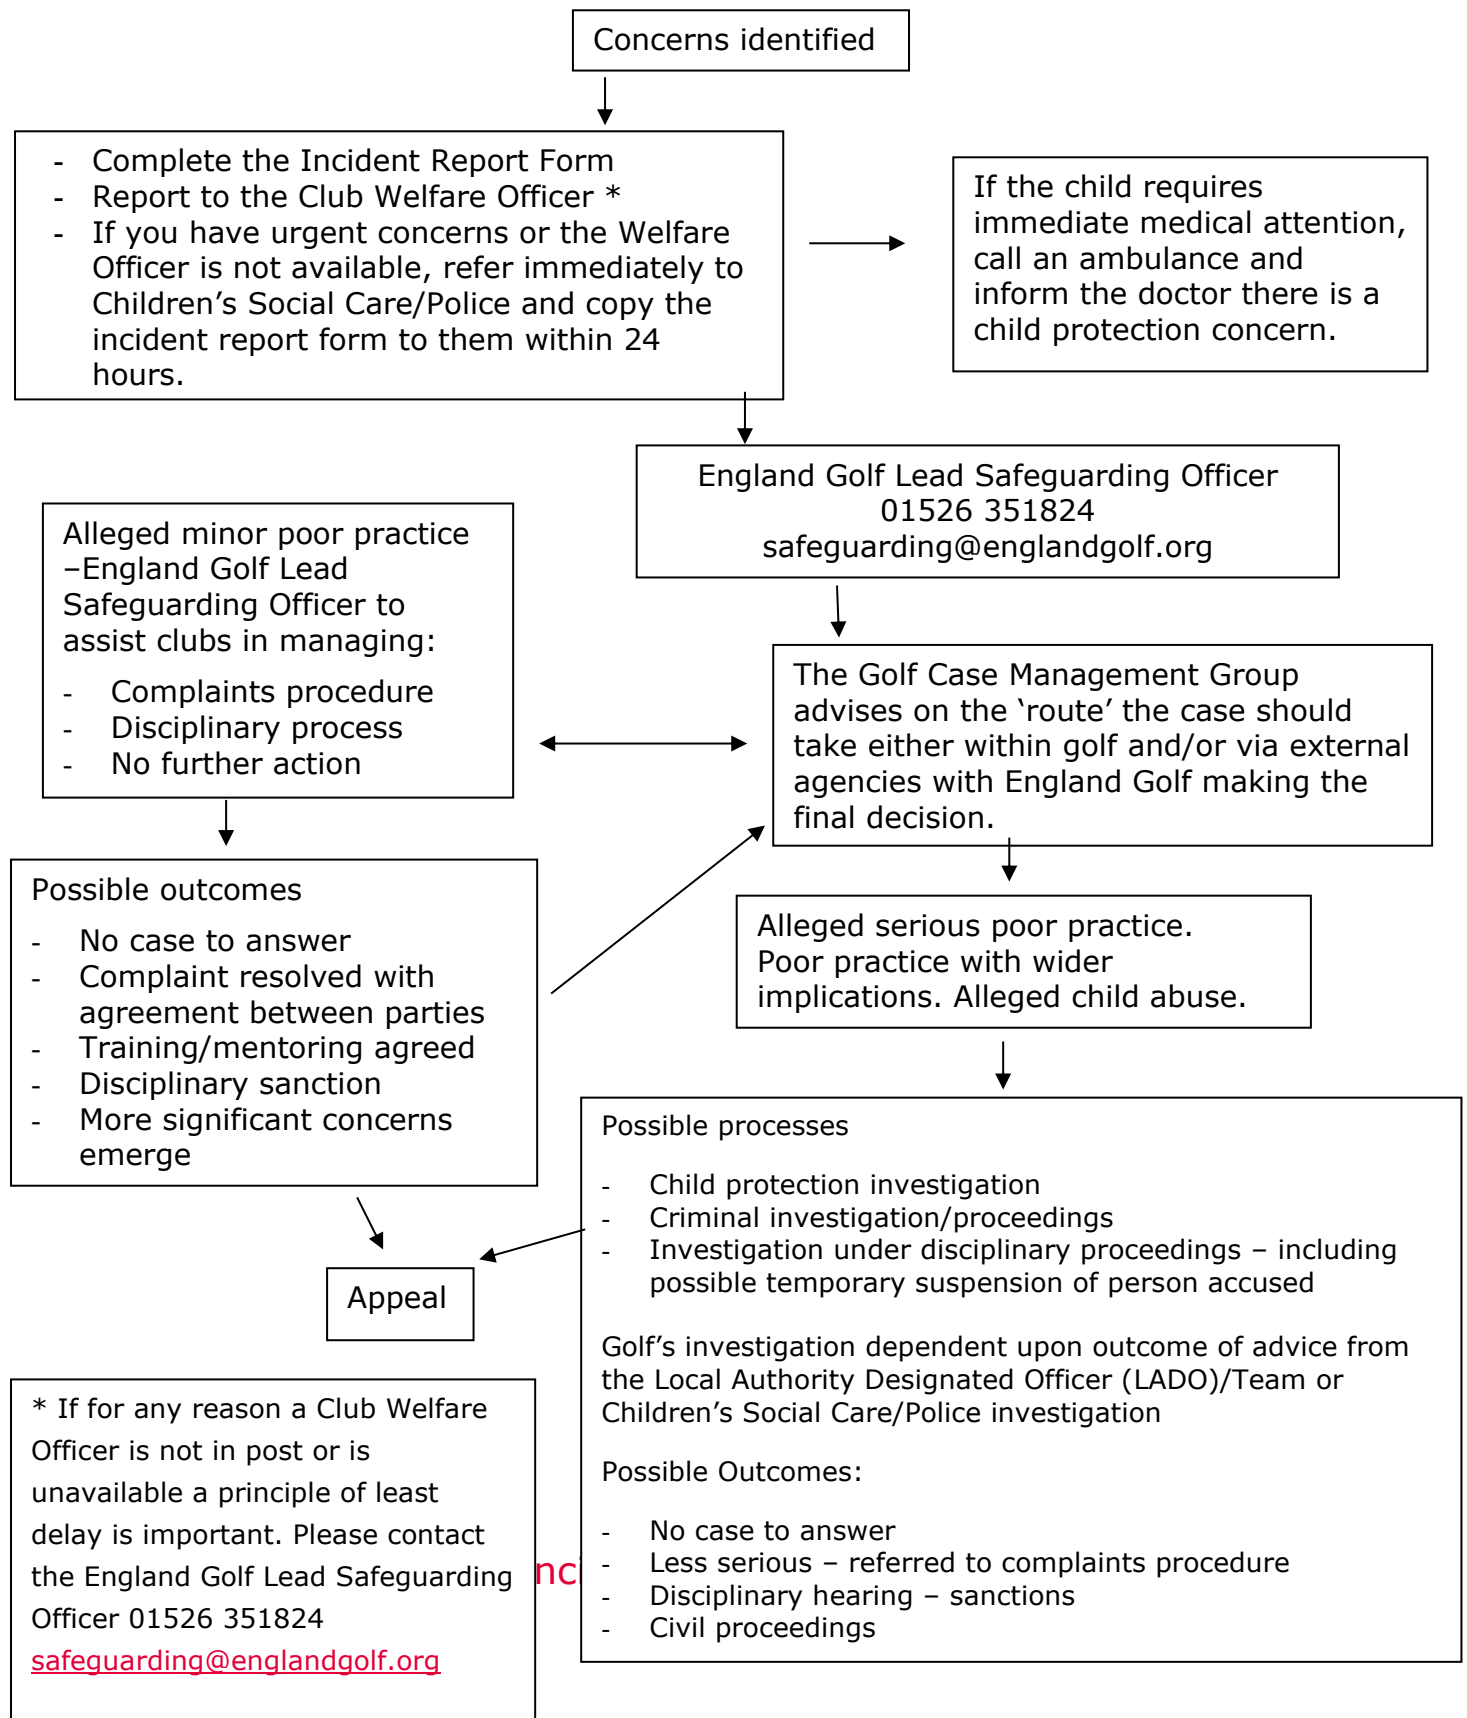 Concerns identified
- Complete the Incident Report Form
- Report to the Club Welfare Officer *
- If you have urgent concerns or the Welfare
Officer is not available, refer immediately to
Children’s Social Care/Police and copy the
incident report form to them within 24
hours.
If the child requires
immediate medical attention,
call an ambulance and
inform the doctor there is a
child protection concern.
England Golf Lead Safeguarding Officer
01526 351824
safeguarding@englandgolf.org
Alleged minor poor practice
–England Golf Lead
Safeguarding Officer to
assist clubs in managing:
- Complaints procedure
- Disciplinary process
- No further action
The Golf Case Management Group
advises on the ‘route’ the case should
take either within golf and/or via external
agencies with England Golf making the
final decision.
Possible outcomes
- No case to answer
- Complaint resolved with
agreement between parties
- Training/mentoring agreed
- Disciplinary sanction
- More significant concerns
emerge
Alleged serious poor practice.
Poor practice with wider
implications. Alleged child abuse.
Possible processes
- Child protection investigation
- Criminal investigation/proceedings
- Investigation under disciplinary proceedings – including
possible temporary suspension of person accused
Golf’s investigation dependent upon outcome of advice from
the Local Authority Designated Officer (LADO)/Team or
Children’s Social Care/Police investigation
Possible Outcomes:
- No case to answer
- Less serious – referred to complaints procedure
- Disciplinary hearing – sanctions
- Civil proceedings
Appeal
* If for any reason a Club Welfare
Officer is not in post or is
unavailable a principle of least
delay is important. Please contact
the England Golf Lead Safeguarding
Officer 01526 351824
safeguarding@englandgolf.org